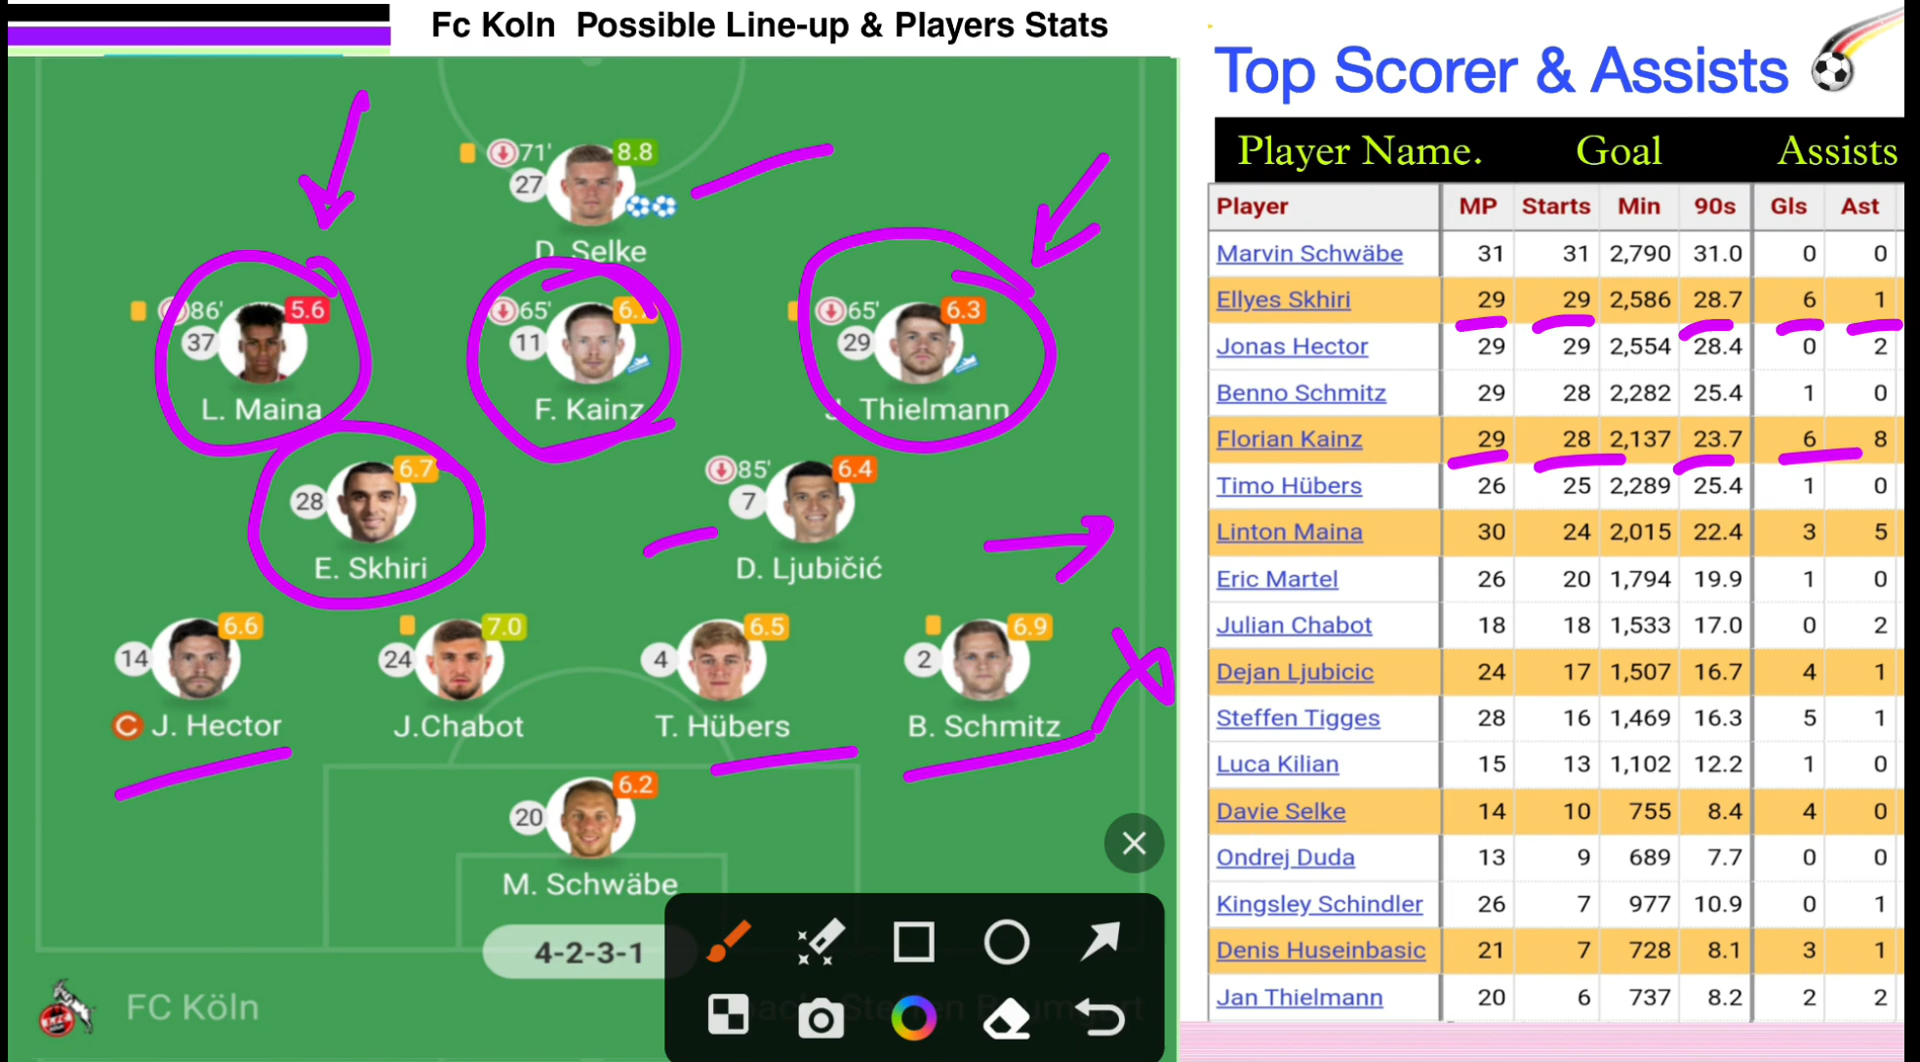 Fc Koln Possible Line-up & Players Stats
71' 8.8
27
D. Selke
86' 5.6
37
L. Maina
65'
11
F. Kainz
65' 6.3
29
Thielmann
6.7
28
E. Skhiri
85' 6.4
7
D. Ljubičić
6.6
14
C J. Hector
7.0
24
J.Chabot
6.5
4
T. Hübers
6.9
2
B. Schmitz
6.2
20
M. Schwäbe
4-2-3-1
FC Köln
Top Scorer & Assists
Player Name. Goal Assists
Player MP Starts Min 90s Gls Ast
Marvin Schwäbe 31 31 2,790 31.0 0 0
Ellyes Skhiri 29 29 2,586 28.7 6 1
Jonas Hector 29 29 2,554 28.4 0 2
Benno Schmitz 29 28 2,282 25.4 1 0
Florian Kainz 29 28 2,137 23.7 6 8
Timo Hübers 26 25 2,289 25.4 1 0
Linton Maina 30 24 2,015 22.4 3 5
Eric Martel 26 20 1,794 19.9 1 0
Julian Chabot 18 18 1,533 17.0 0 2
Dejan Ljubicic 24 17 1,507 16.7 4 1
Steffen Tigges 28 16 1,469 16.3 5 1
Luca Kilian 15 13 1,102 12.2 1 0
Davie Selke 14 10 755 8.4 4 0
Ondrej Duda 13 9 689 7.7 0 0
Kingsley Schindler 26 7 977 10.9 0 1
Denis Huseinbasic 21 7 728 8.1 3 1
Jan Thielmann 20 6 737 8.2 2 2